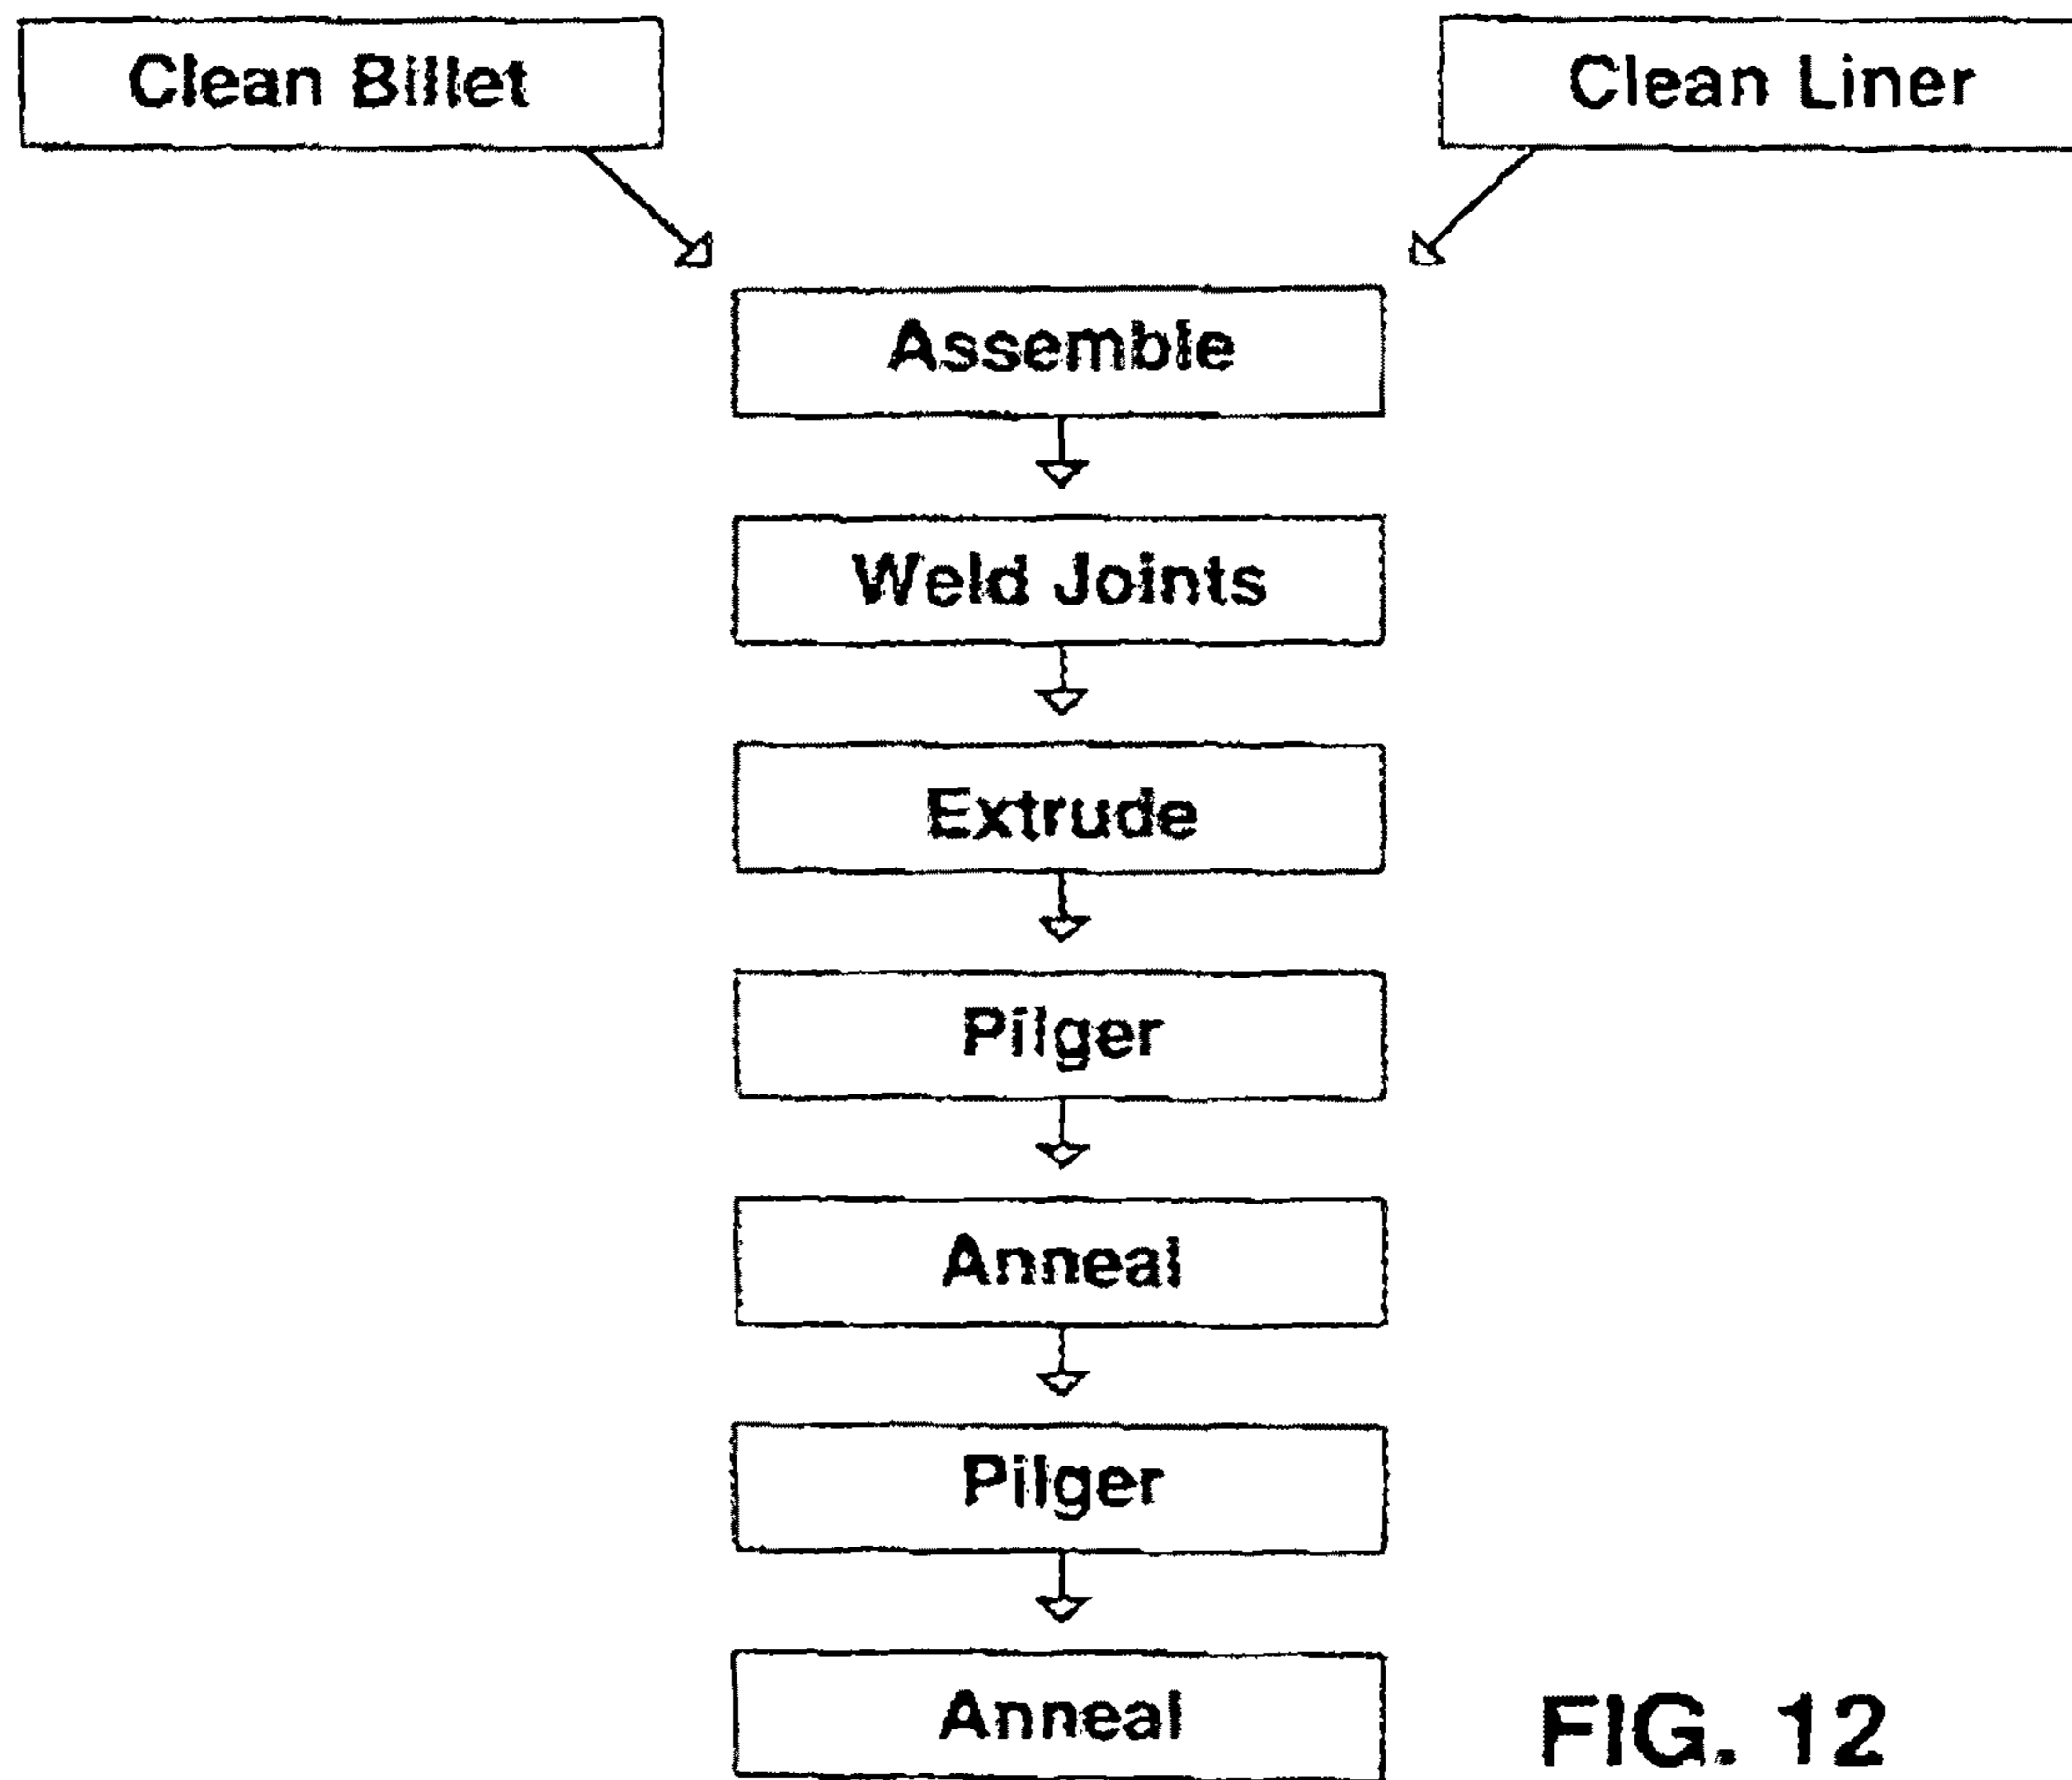 Clean Billet
Clean Liner
Assemble
Weld Joints
Extrude
Pilger
Anneal
Pilger
Anneal
FIG. 12